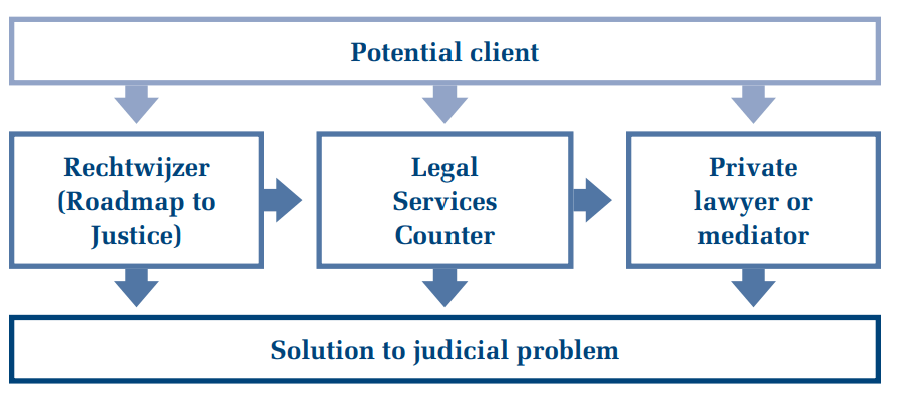 Potential client
Rechtwijzer
(Roadmap to
Justice)
Legal
Services
Counter
Private
lawyer or
mediator
Solution to judicial problem